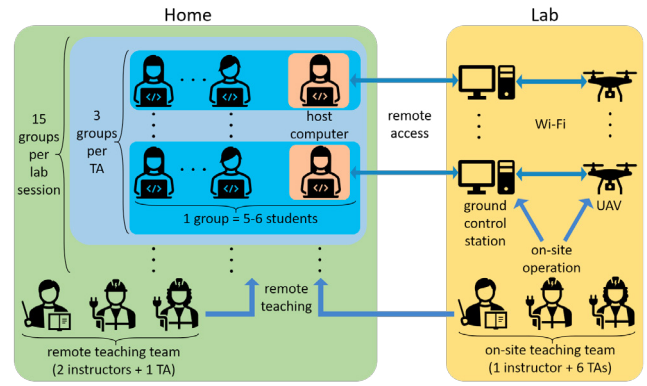 Home
Lab
15
groups
per
lab
session
3
groups
per
TA
host
computer
remote
access
Wi-Fi
1 group = 5-6 students
ground
control
station
UAV
on-site
operation
remote
teaching
remote teaching team
(2 instructors + 1 TA)
on-site teaching team
(1 instructor + 6 TAs)